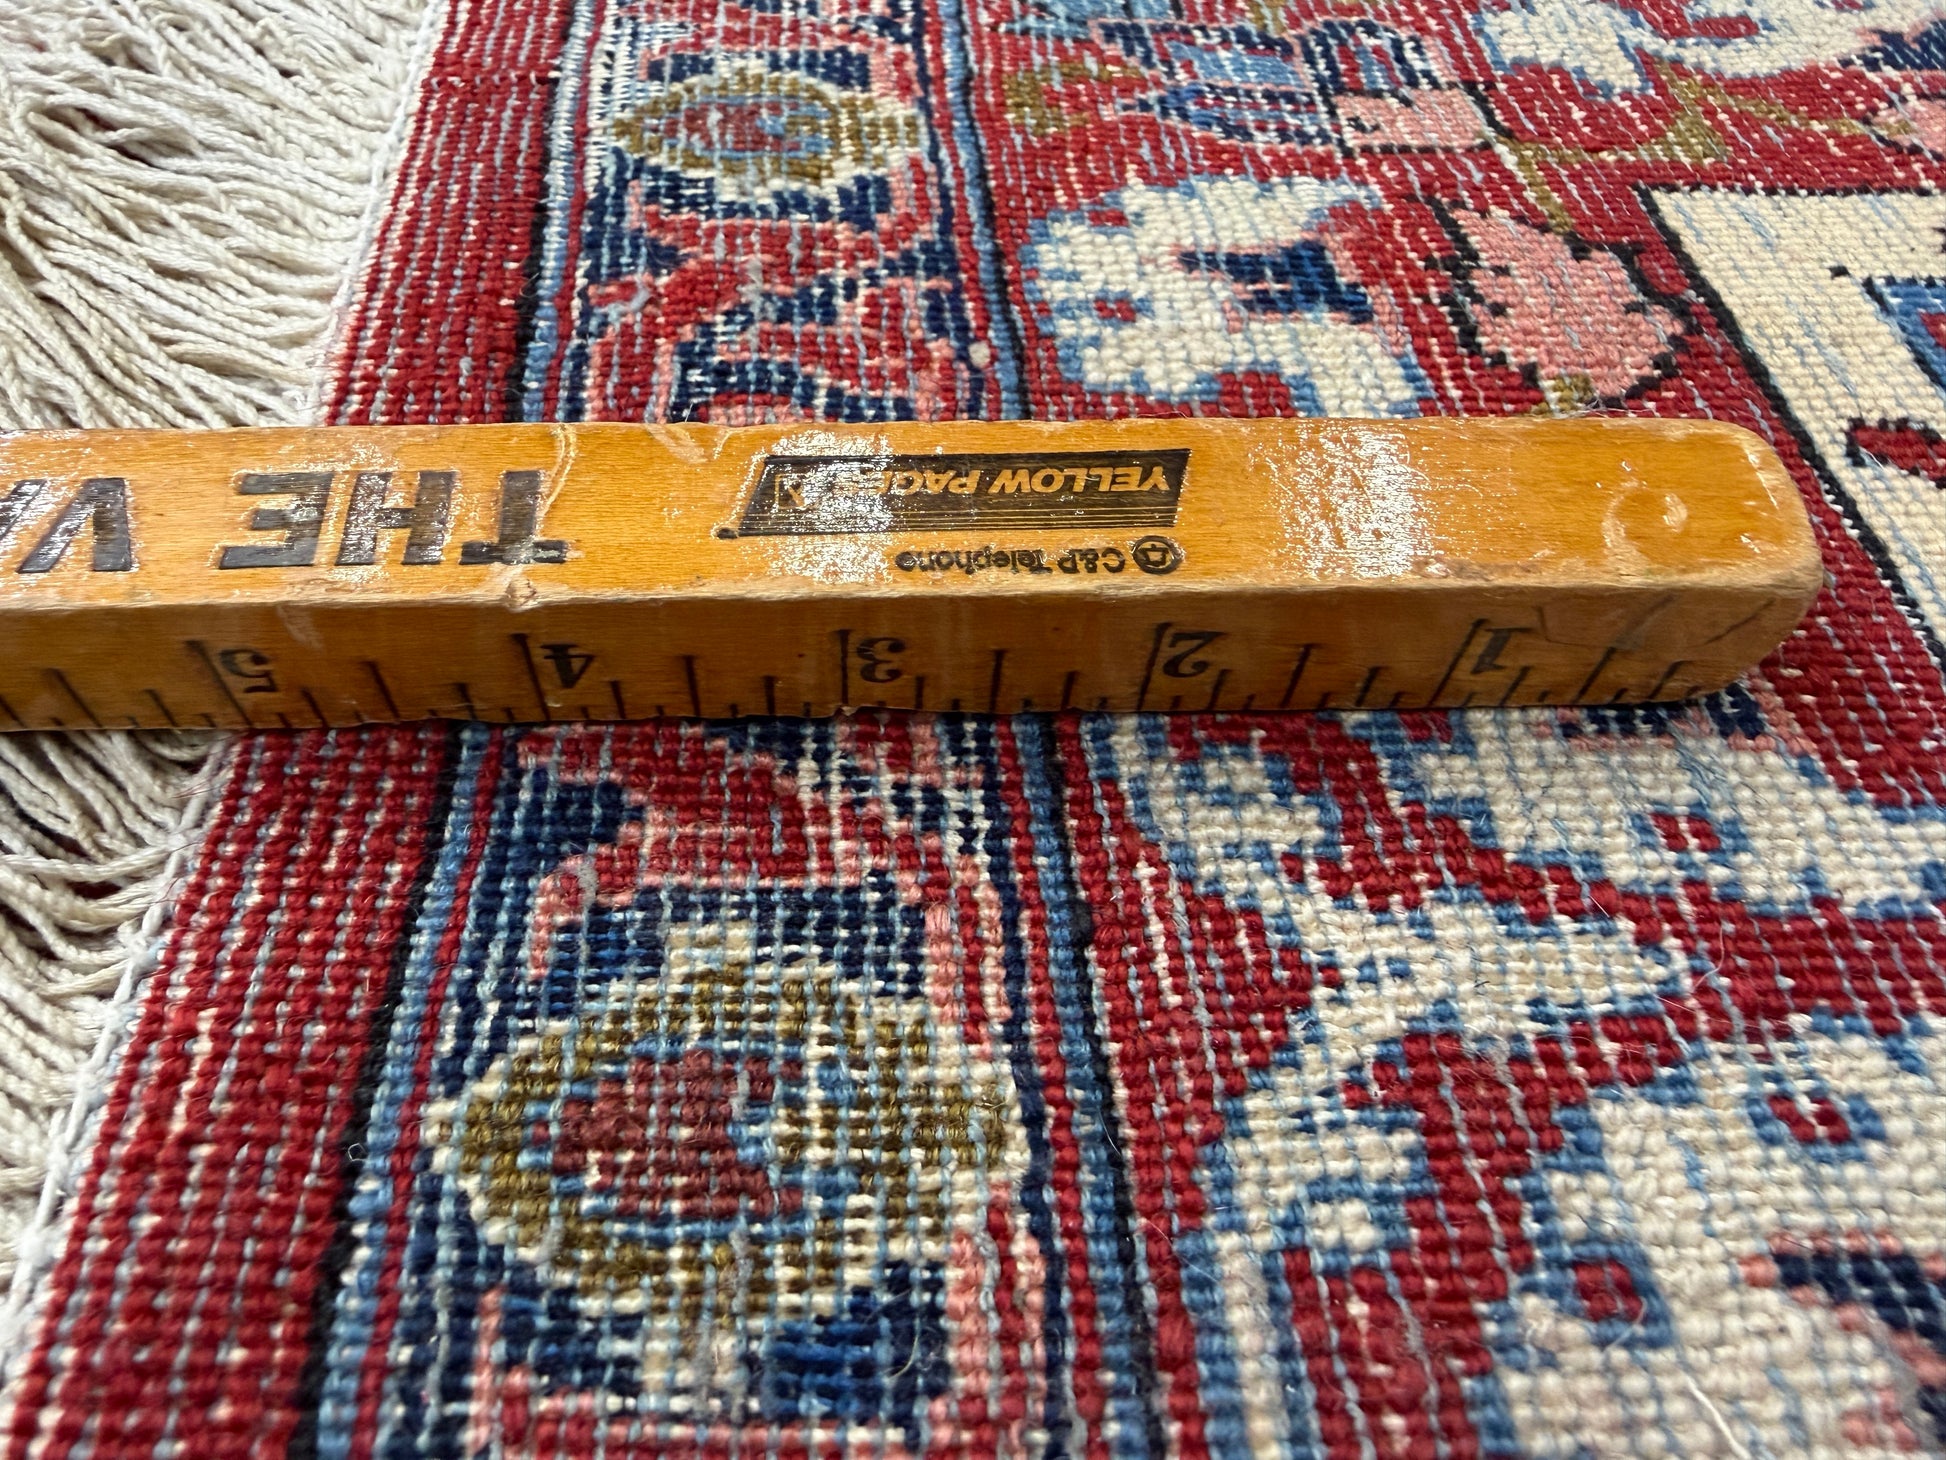 C&P Telephone
YELLOW PAGES
THE
1 2 3 4 5